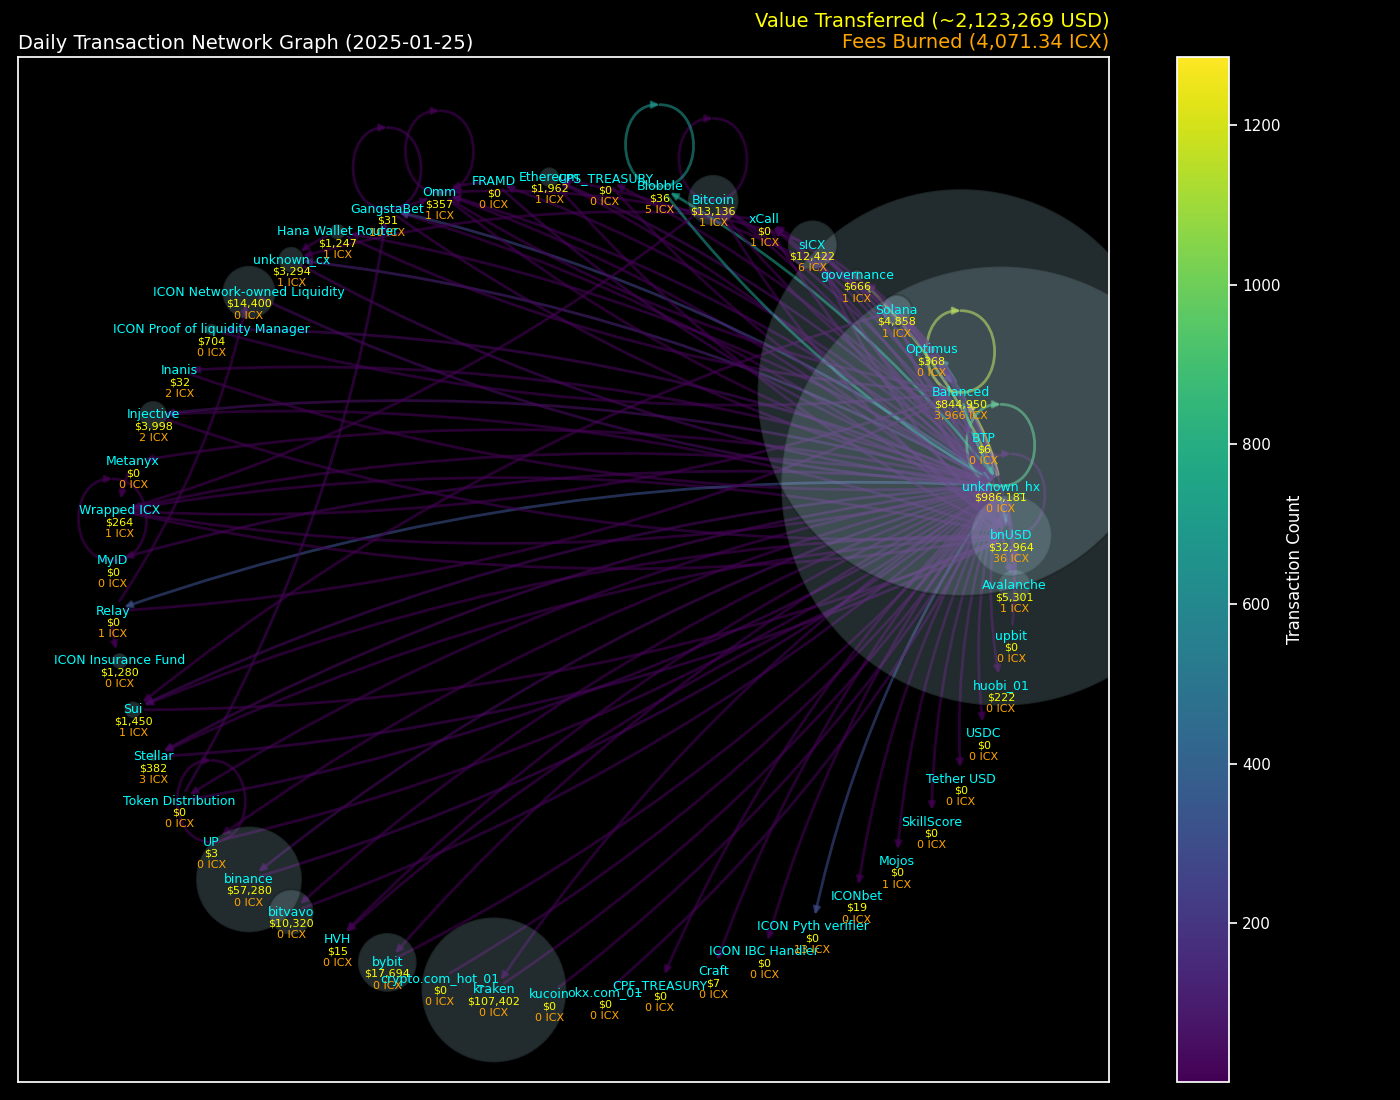 Value Transferred (~2,123,269 USD)
Daily Transaction Network Graph (2025-01-25)
Fees Burned (4,071.34 ICX)
Omm
$357
1 ICX
FRAMD
$0
0 ICX
Ethereum
$1,962
1 ICX
CPS_TREASURY
$0
0 ICX
Blobble
$36
5 ICX
Bitcoin
$13,136
1 ICX
xCall
$0
1 ICX
sICX
$12,422
6 ICX
governance
$666
1 ICX
Solana
$4,858
1 ICX
Optimus
$368
0 ICX
Balanced
$844,950
3,966 ICX
BTP
$6
0 ICX
unknown_hx
$986,181
0 ICX
bnUSD
$32,964
36 ICX
Avalanche
$5,301
1 ICX
upbit
$0
0 ICX
huobi_01
$222
0 ICX
USDC
$0
0 ICX
Tether USD
$0
0 ICX
SkillScore
$0
0 ICX
Mojos
$0
1 ICX
ICONbet
$19
0 ICX
ICON Pyth verifier
$0
13 ICX
ICON IBC Handler
$0
0 ICX
Craft
$7
0 ICX
CPF_TREASURY
$0
0 ICX
okx.com_01
$0
0 ICX
kucoin
$0
0 ICX
kraken
$107,402
0 ICX
crypto.com_hot_01
$0
0 ICX
bybit
$17,694
0 ICX
HVH
$15
0 ICX
bitvavo
$10,320
0 ICX
binance
$57,280
0 ICX
UP
$3
0 ICX
Token Distribution
$0
0 ICX
Stellar
$382
3 ICX
Sui
$1,450
1 ICX
ICON Insurance Fund
$1,280
0 ICX
Relay
$0
1 ICX
MyID
$0
0 ICX
Wrapped ICX
$264
1 ICX
Metanyx
$0
0 ICX
Injective
$3,998
2 ICX
Inanis
$32
2 ICX
ICON Proof of liquidity Manager
$704
0 ICX
ICON Network-owned Liquidity
$14,400
0 ICX
unknown_cx
$3,294
1 ICX
Hana Wallet Router
$1,247
1 ICX
GangstaBet
$31
ICX
1200
1000
800
600
400
200
Transaction Count